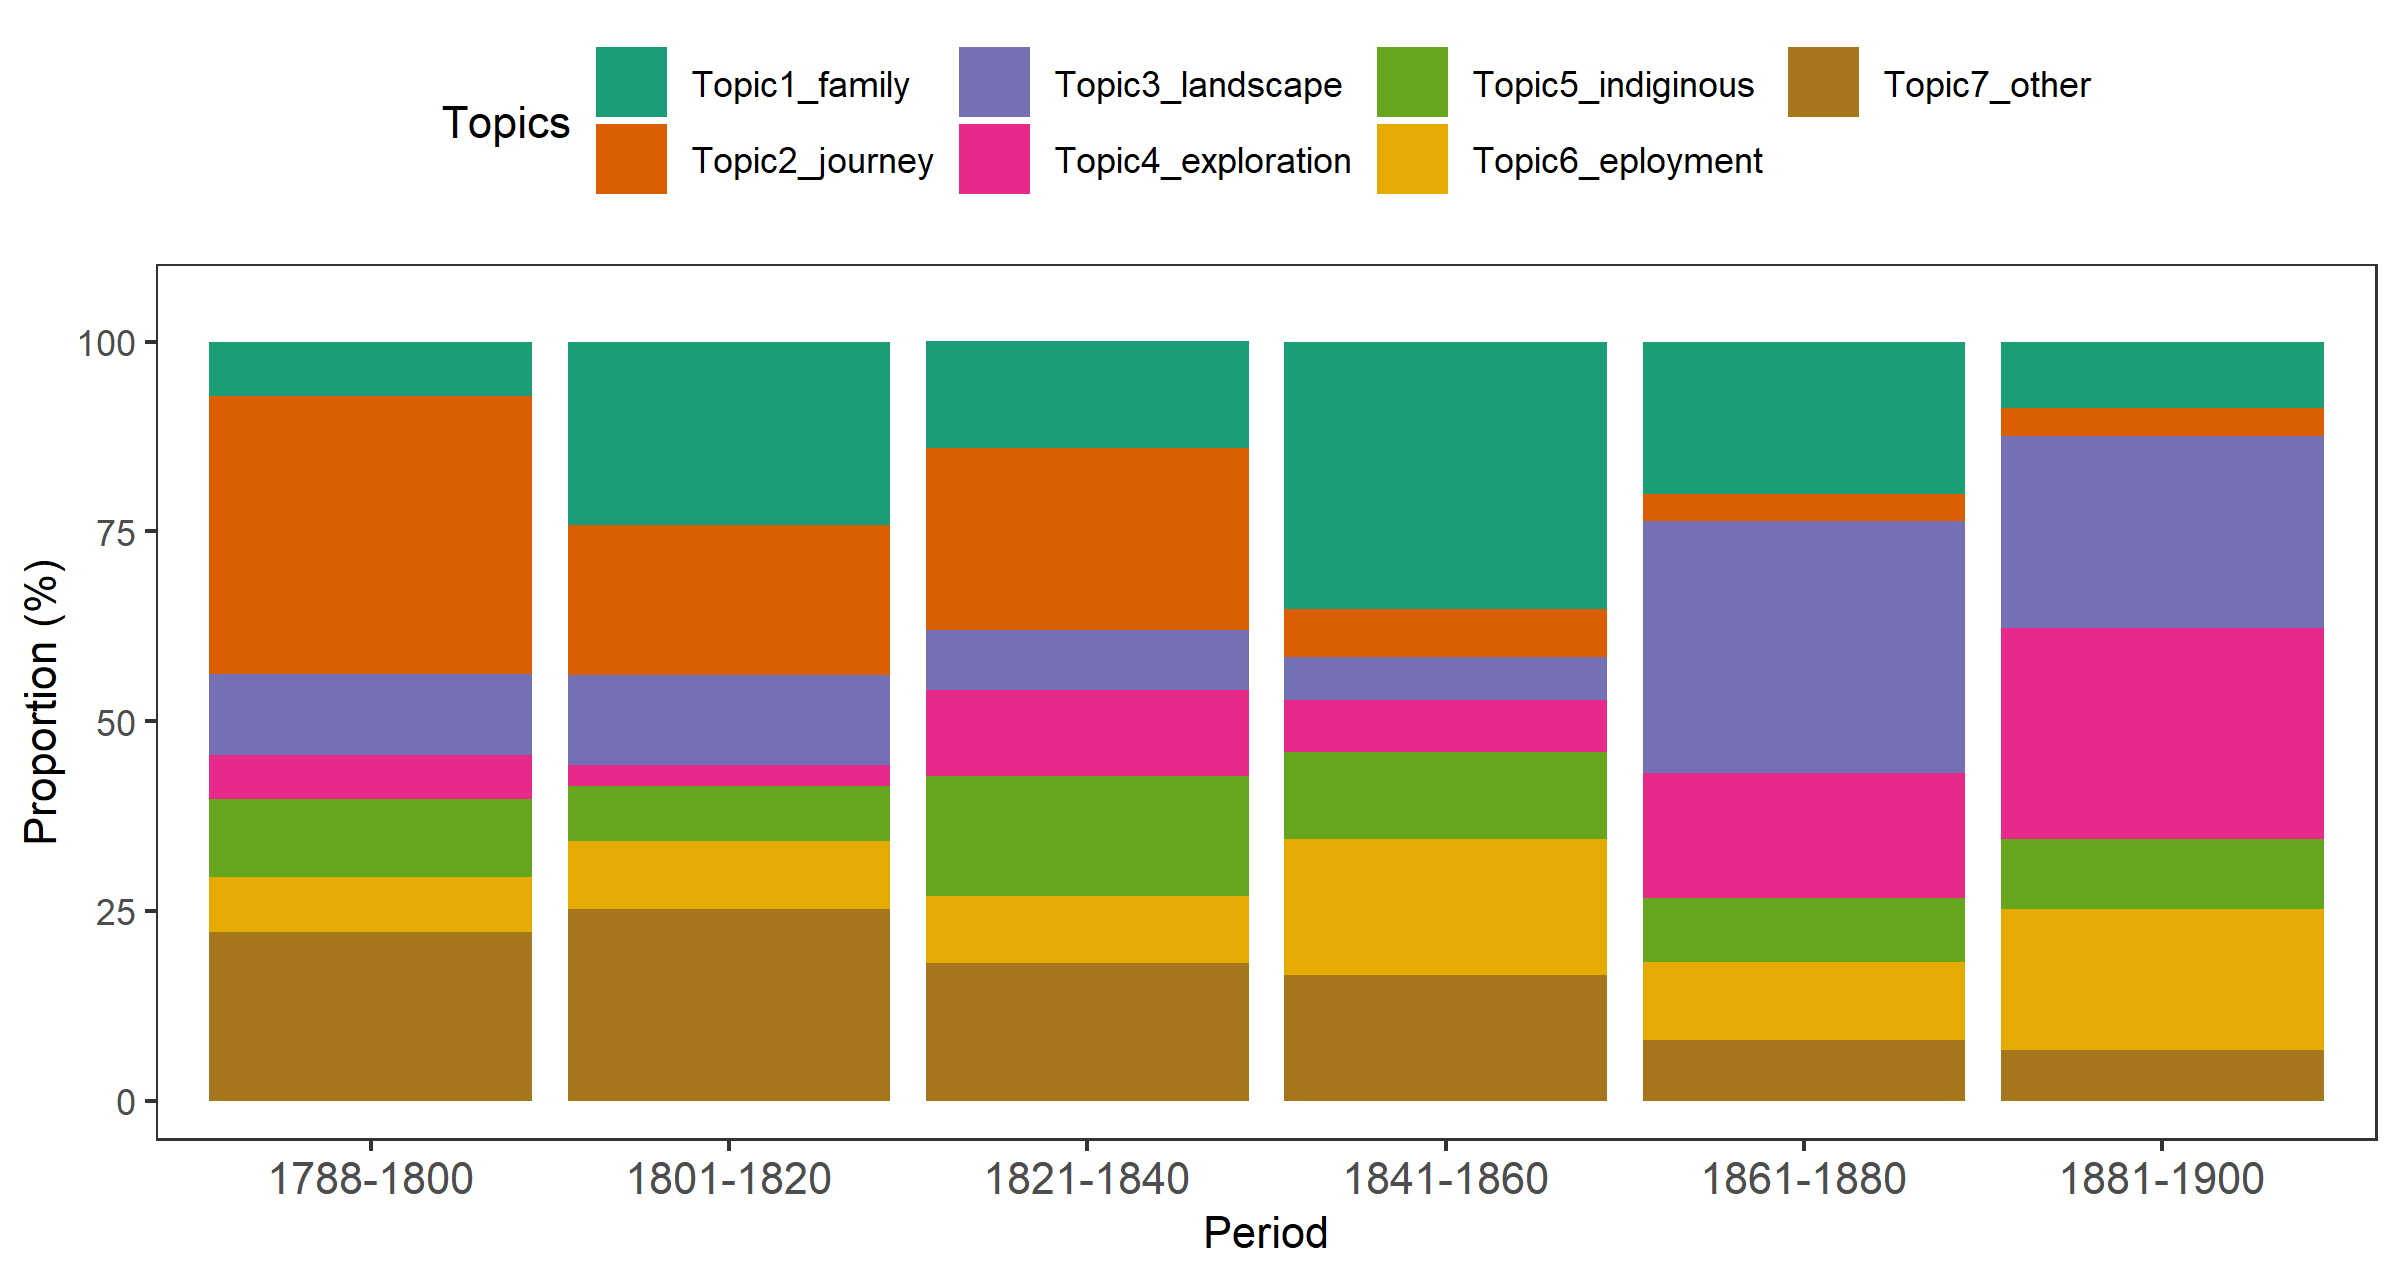 Topics
Topic1_family
Topic3_landscape
Topic5_indiginous
Topic7_other
Topic2_journey
Topic4_exploration
Topic6_eployment
Proportion (%)
100
75
50
25
0
1788-1800
1801-1820
1821-1840
1841-1860
1861-1880
1881-1900
Period